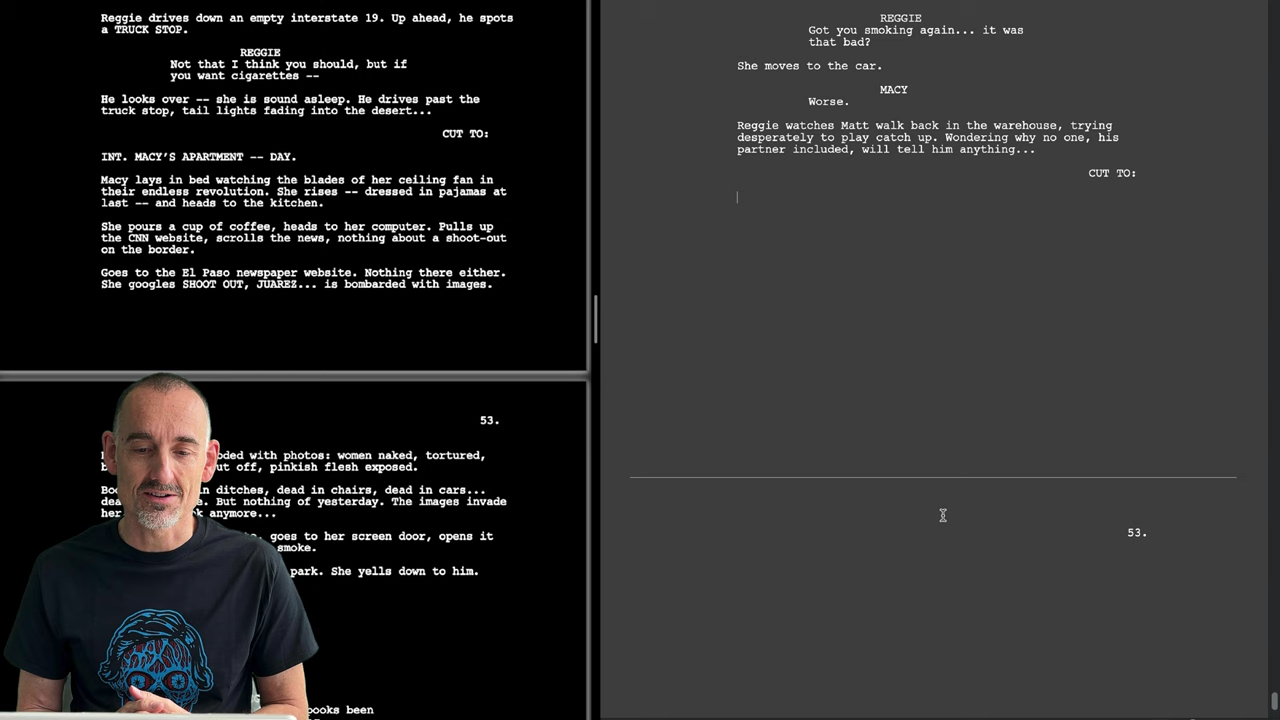 Reggie drives down an empty interstate 19. Up ahead, he spots
a TRUCK STOP.
REGGIE
Not that I think you should, but if
you want cigarettes --
He looks over -- she is sound asleep. He drives past the
truck stop, tail lights fading into the desert...
CUT TO:
INT. MACY'S APARTMENT -- DAY.
Macy lays in bed watching the blades of her ceiling fan in
their endless revolution. She rises -- dressed in pajamas at
last -- and heads to the kitchen.
She pours a cup of coffee, heads to her computer. Pulls up
the CNN website, scrolls the news, nothing about a shoot-out
on the border.
Goes to the El Paso newspaper website. Nothing there either.
She googles SHOOT OUT, JUAREZ... is bombarded with images.
53.
with photos: women naked, tortured,
off, pinkish flesh exposed.
in ditches, dead in chairs, dead in cars...
But nothing of yesterday. The images invade
her anymore...
goes to her screen door, opens it
smoke.
park. She yells down to him.
been
REGGIE
Got you smoking again... it was
that bad?
She moves to the car.
MACY
Worse.
Reggie watches Matt walk back in the warehouse, trying
desperately to play catch up. Wondering why no one, his
partner included, will tell him anything...
CUT TO:
53.